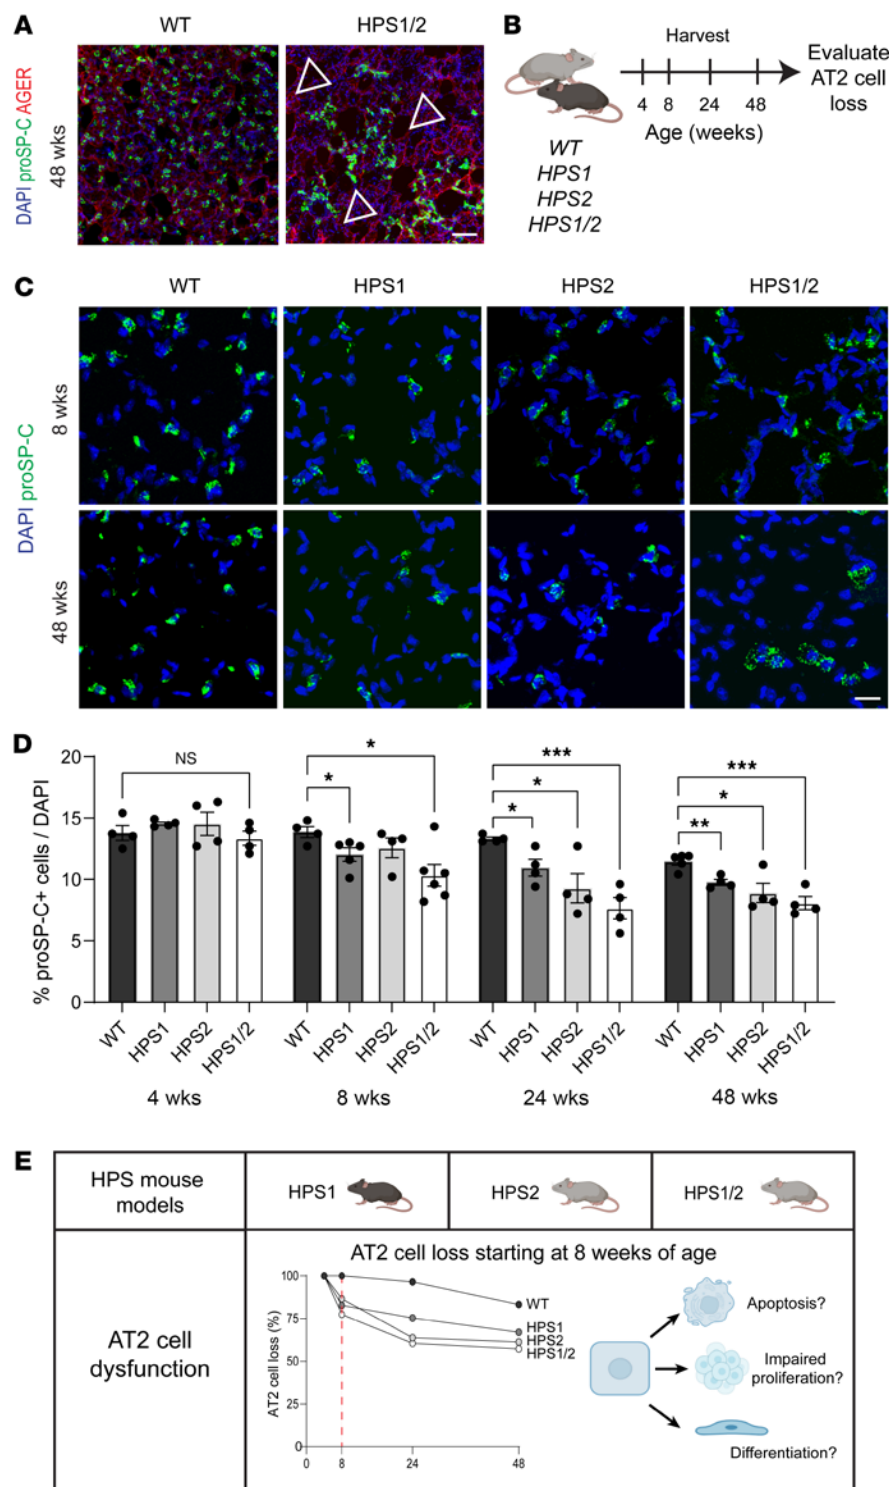 A
WT
HPS1/2
DAPI proSP-C AGER
48 wks
B
Harvest
4 8 24 48
Age (weeks)
Evaluate
AT2 cell
loss
WT
HPS1
HPS2
HPS1/2
C
WT HPS1 HPS2 HPS1/2
DAPI proSP-C
8 wks
48 wks
D
% proSP-C+ cells / DAPI
20
15
10
5
0
NS
* *
* * ***
** * ***
WT HPS1 HPS2 HPS1/2 WT HPS1 HPS2 HPS1/2 WT HPS1 HPS2 HPS1/2 WT HPS1 HPS2 HPS1/2
4 wks 8 wks 24 wks 48 wks
E
HPS mouse
models
HPS1
HPS2
HPS1/2
AT2 cell
dysfunction
AT2 cell loss starting at 8 weeks of age
AT2 cell loss (%)
100
75
50
25
0
0 8 24 48
WT
HPS1
HPS2
HPS1/2
Apoptosis?
Impaired
proliferation?
Differentiation?